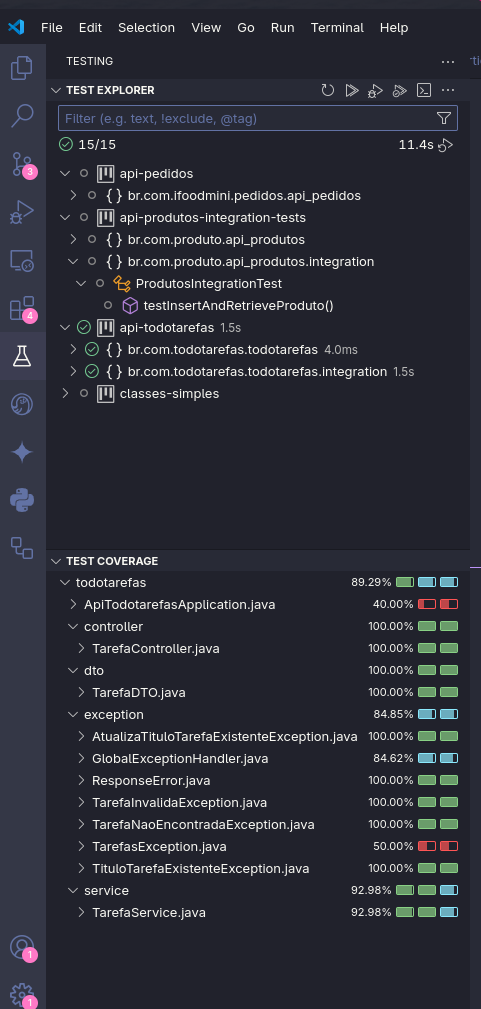 File Edit Selection View Go Run Terminal Help
TESTING
TEST EXPLORER
Filter (e.g. text, !exclude, @tag)
15/15 11.4s
api-pedidos
{} br.com.ifoodmini.pedidos.api_pedidos
api-produtos-integration-tests
{} br.com.produto.api_produtos
{} br.com.produto.api_produtos.integration
ProdutosIntegrationTest
testInsertAndRetrieveProduto()
api-todotarefas 1.5s
{} br.com.todotarefas.todotarefas 4.0ms
{} br.com.todotarefas.todotarefas.integration 1.5s
classes-simples
3
4
TEST COVERAGE
todotarefas 89.29%
ApiTodotarefasApplication.java 40.00%
controller 100.00%
TarefaController.java 100.00%
dto 100.00%
TarefaDTO.java 100.00%
exception 84.85%
AtualizaTituloTarefaExistenteException.java 100.00%
GlobalExceptionHandler.java 84.62%
ResponseError.java 100.00%
TarefaInvalidaException.java 100.00%
TarefaNaoEncontradaException.java 100.00%
TarefasException.java 50.00%
TituloTarefaExistenteException.java 100.00%
service 92.98%
TarefaService.java 92.98%
1
1